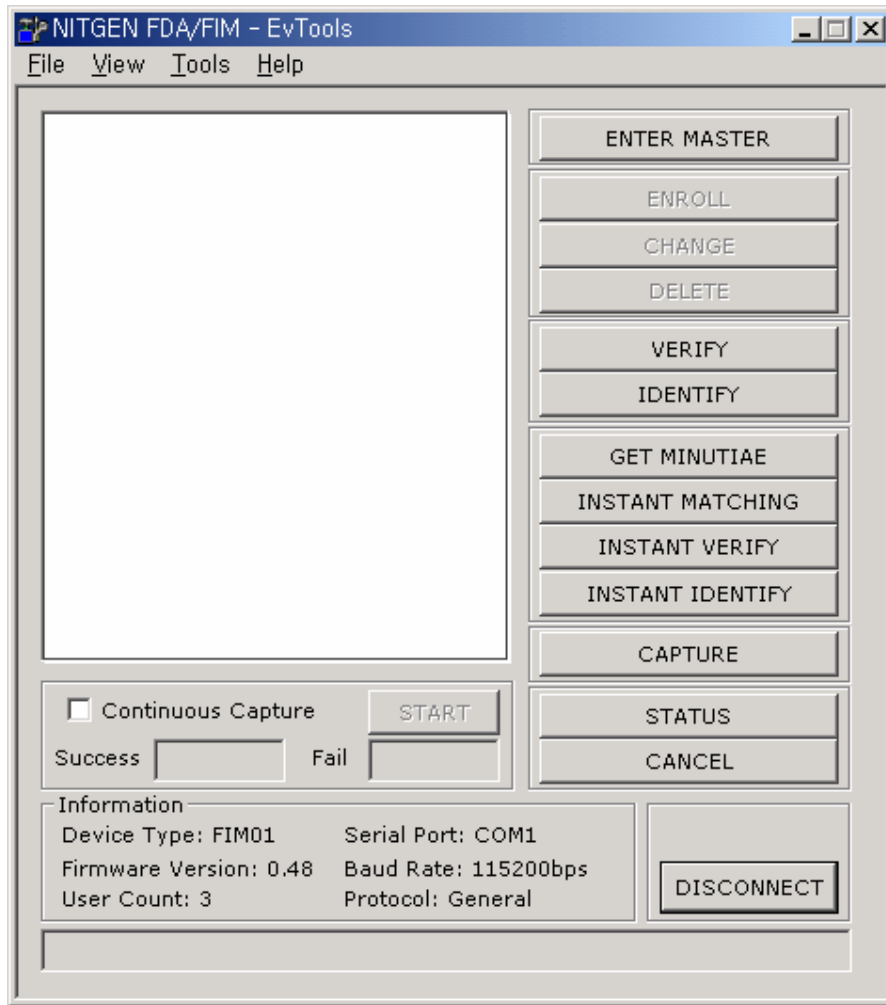 NITGEN FDA/FIM - EvTools
File View Tools Help
ENTER MASTER
ENROLL
CHANGE
DELETE
VERIFY
IDENTIFY
GET MINUTIAE
INSTANT MATCHING
INSTANT VERIFY
INSTANT IDENTIFY
CAPTURE
Continuous Capture START
Success Fail
STATUS
CANCEL
Information
Device Type: FIM01 Serial Port: COM1
Firmware Version: 0.48 Baud Rate: 115200bps
User Count: 3 Protocol: General
DISCONNECT